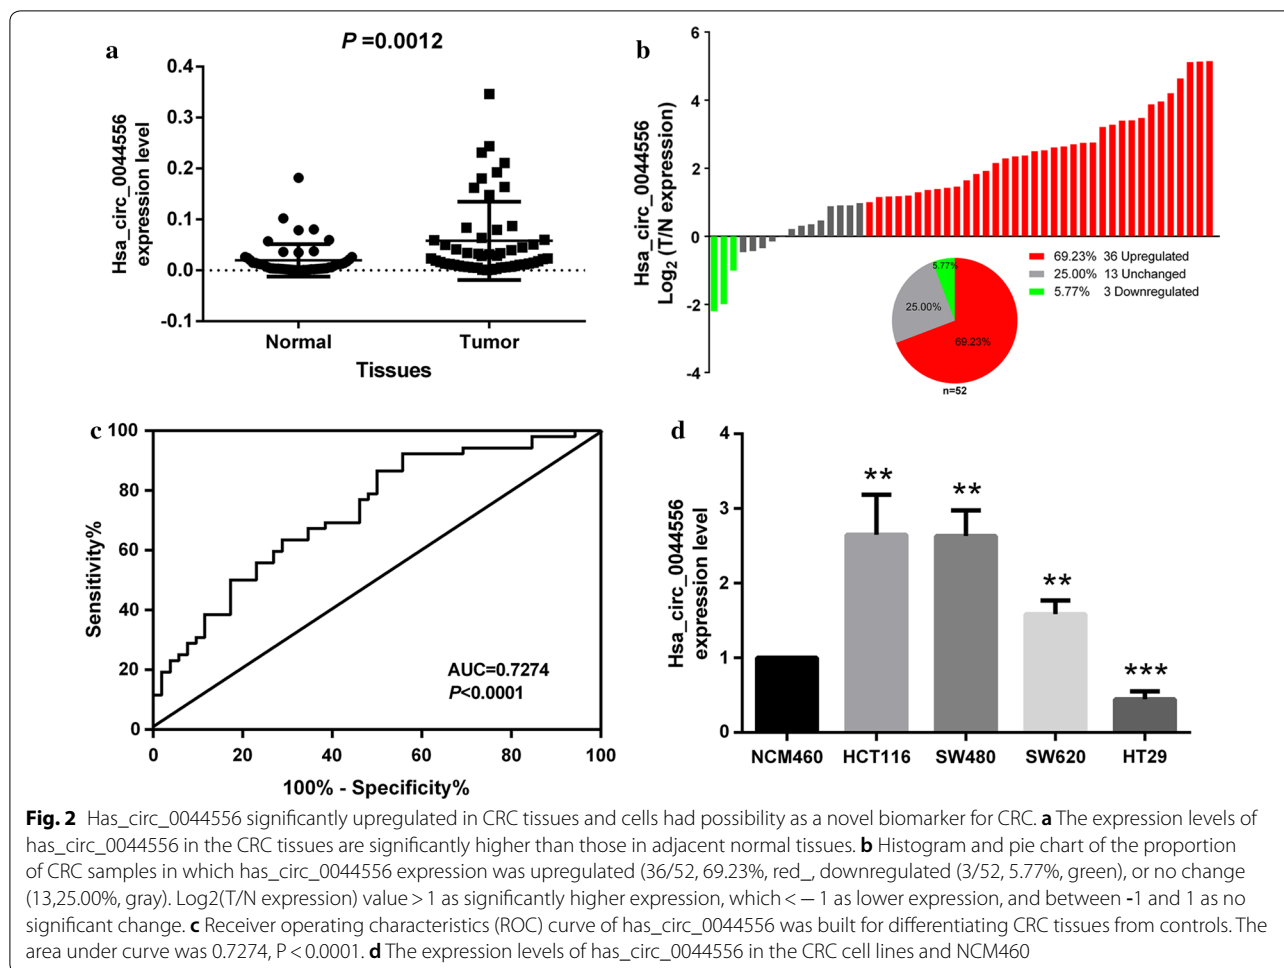 a
P =0.0012
Hsa_circ_0044556
expression level
0.4
0.3
0.2
0.1
0.0
-0.1
Normal
Tumor
Tissues
b
Hsa_circ_0044556
Log2 (T/N expression)
6
4
2
0
-2
-4
69.23% 36 Upregulated
25.00% 13 Unchanged
5.77% 3 Downregulated
5.77%
25.00%
69.23%
n=52
c
Sensitivity%
100
80
60
40
20
0
AUC=0.7274
P<0.0001
0
20
40
60
80
100
100% - Specificity%
d
Hsa_circ_0044556
expression level
4
3
2
1
0
**
**
**
***
NCM460
HCT116
SW480
SW620
HT29
Fig. 2 Has_circ_0044556 significantly upregulated in CRC tissues and cells had possibility as a novel biomarker for CRC. a The expression levels of
has_circ_0044556 in the CRC tissues are significantly higher than those in adjacent normal tissues. b Histogram and pie chart of the proportion
of CRC samples in which has_circ_0044556 expression was upregulated (36/52, 69.23%, red_, downregulated (3/52, 5.77%, green), or no change
(13,25.00%, gray). Log2(T/N expression) value > 1 as significantly higher expression, which < − 1 as lower expression, and between -1 and 1 as no
significant change. c Receiver operating characteristics (ROC) curve of has_circ_0044556 was built for differentiating CRC tissues from controls. The
area under curve was 0.7274, P < 0.0001. d The expression levels of has_circ_0044556 in the CRC cell lines and NCM460